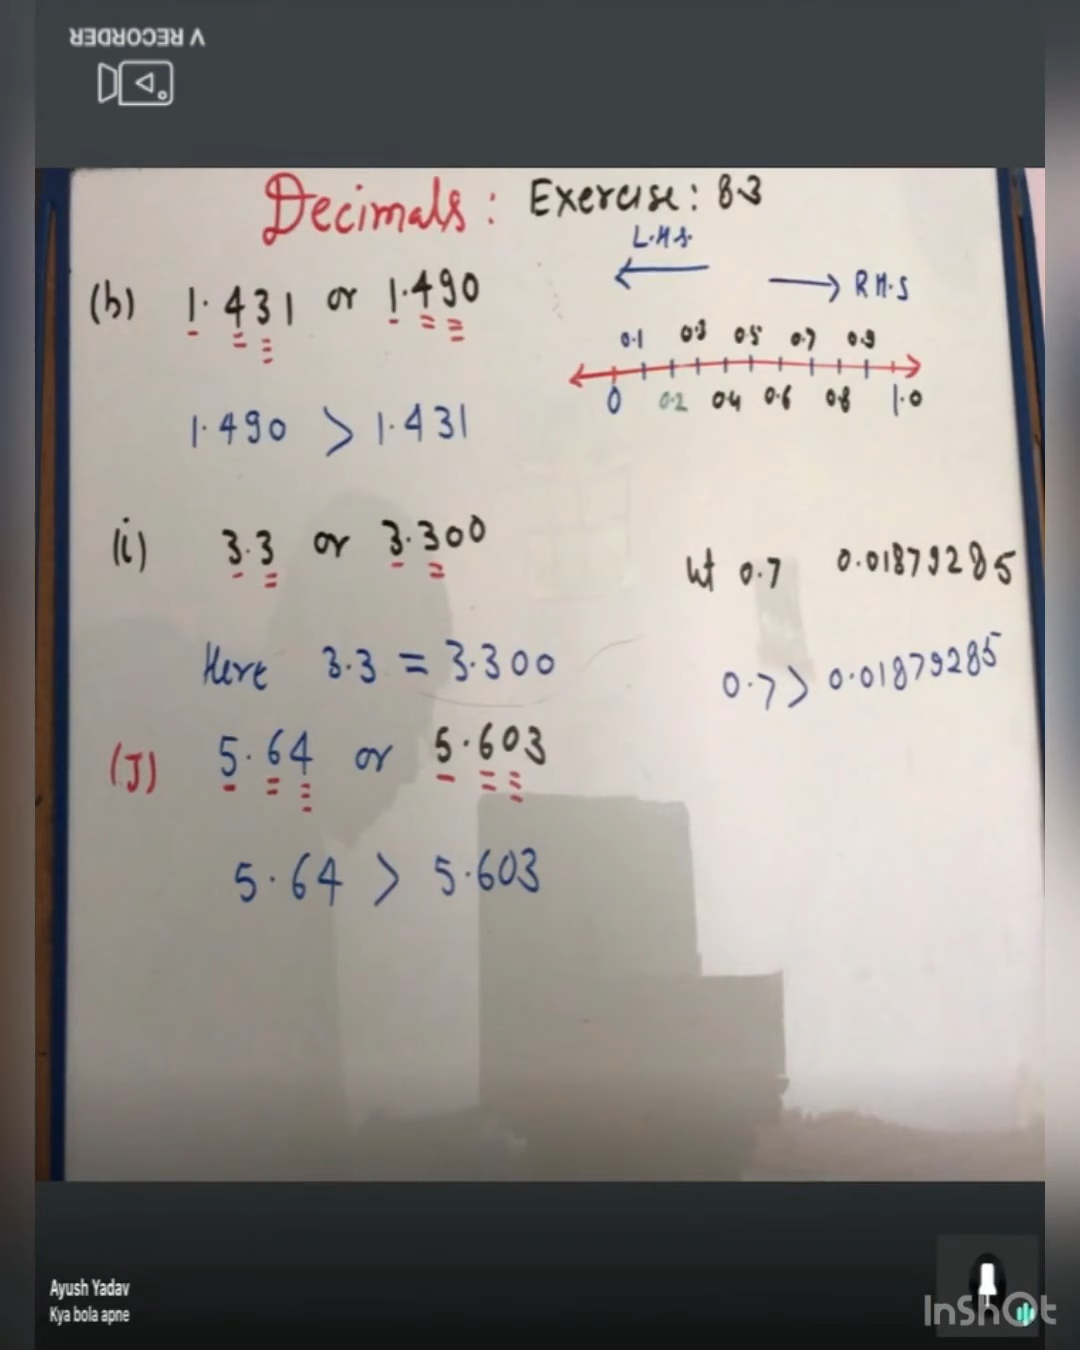 V RECORDER
Decimals : Exercise: 8.3
L.H.S.
R.H.S
(h) 1.431 or 1.490
0.1 0.3 0.5 0.7 0.9
0 0.2 0.4 0.6 0.8 1.0
1.490 > 1.431
(i) 3.3 or 3.300
let 0.7 0.01879285
Here 3.3 = 3.300
0.7 > 0.01879285
(J) 5.64 or 5.603
5.64 > 5.603
Ayush Yadav
Kya bola apne
InShOt